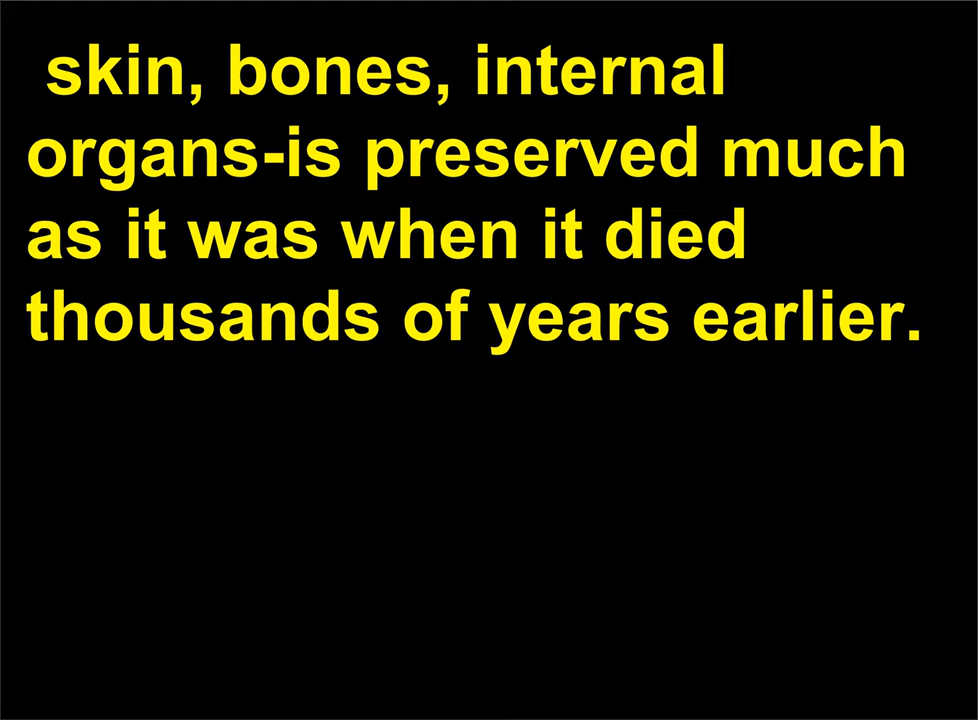 skin, bones, internal
organs-is preserved much
as it was when it died
thousands of years earlier.